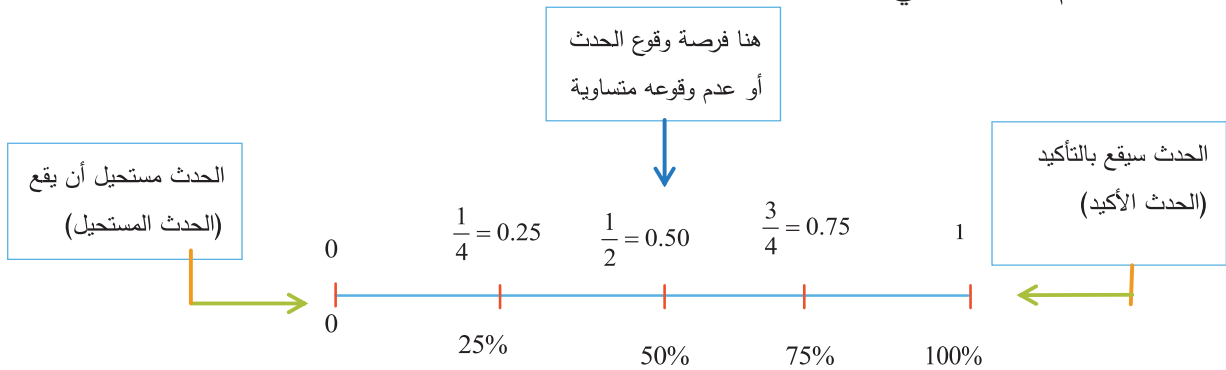 هنا فرصة وقوع الحدث
أو عدم وقوعه متساوية
الحدث سيقع بالتأكيد
(الحدث الأكيد)
الحدث مستحيل أن يقع
(الحدث المستحيل)
0
1/4 = 0.25
1/2 = 0.50
3/4 = 0.75
1
0
25%
50%
75%
100%